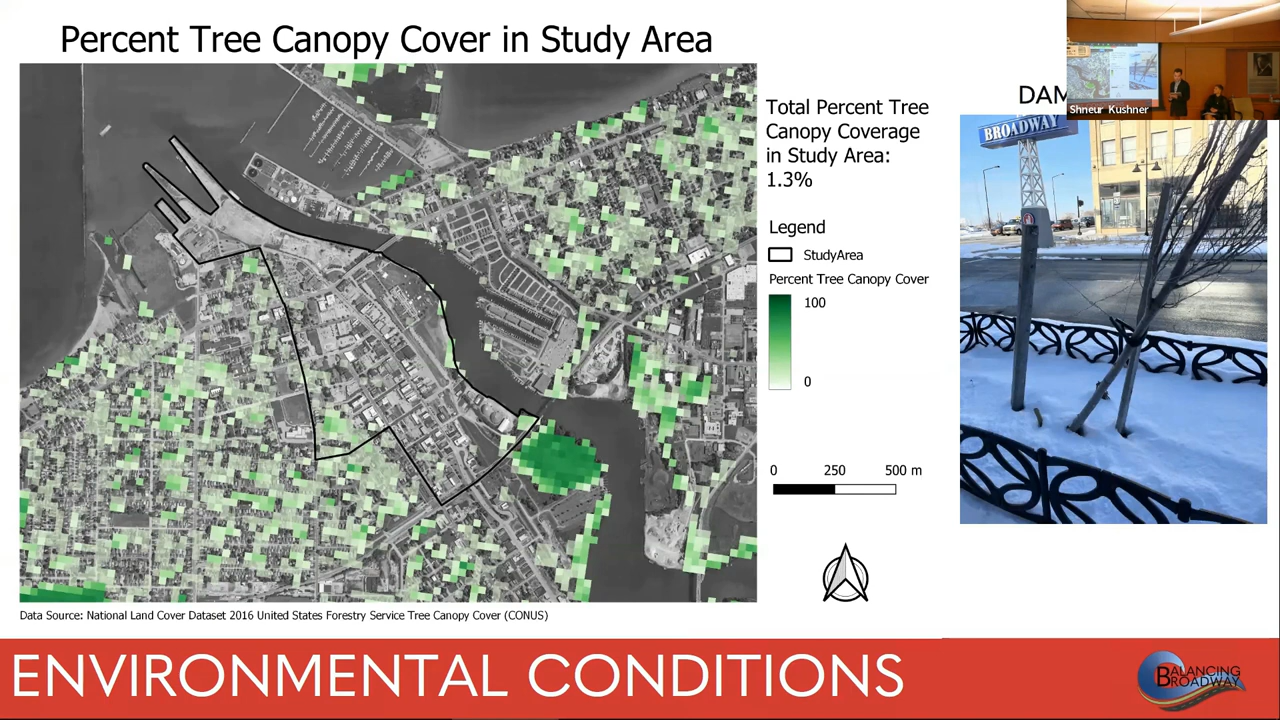 Percent Tree Canopy Cover in Study Area
Total Percent Tree
Canopy Coverage
in Study Area:
1.3%
Legend
StudyArea
Percent Tree Canopy Cover
100
0
0 250 500 m
Data Source: National Land Cover Dataset 2016 United States Forestry Service Tree Canopy Cover (CONUS)
DAM
Shneur Kushner
BROADWAY
ENVIRONMENTAL CONDITIONS
BALANCING
BROADWAY